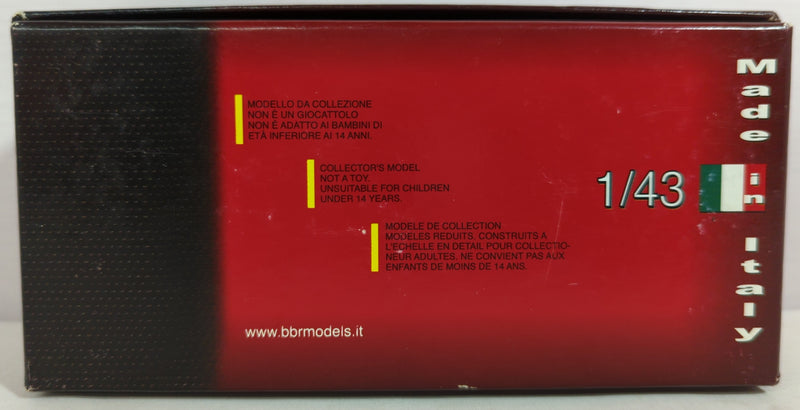 MODELLO DA COLLEZIONE
NON È UN GIOCATTOLO
NON È ADATTO AI BAMBINI DI
ETÀ INFERIORE AI 14 ANNI.
COLLECTOR'S MODEL
NOT A TOY.
UNSUITABLE FOR CHILDREN
UNDER 14 YEARS.
MODELE DE COLLECTION
MODELES REDUITS, CONSTRUITS A
L'ECHELLE EN DETAIL POUR COLLECTIO-
NEUR ADULTES. NE CONVIENT PAS AUX
ENFANTS DE MOINS DE 14 ANS.
1/43
Made in Italy
www.bbrmodels.it